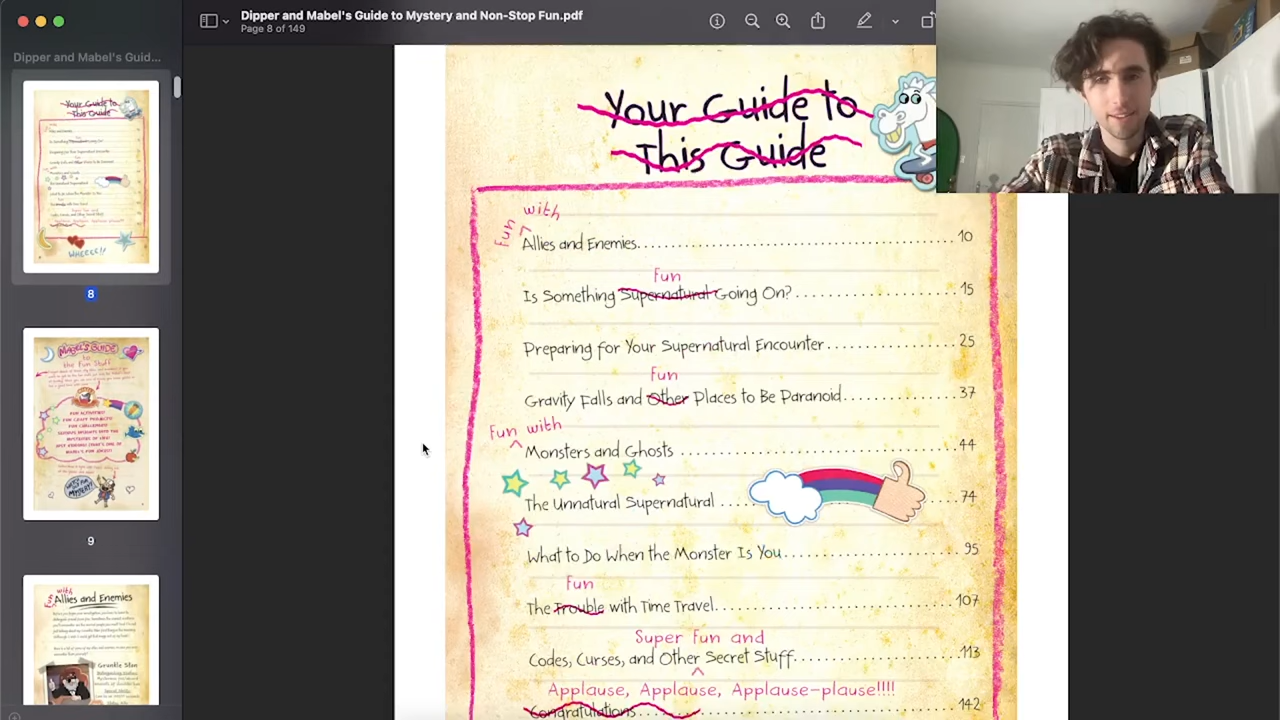 Dipper and Mabel's Guide to Mystery and Non-Stop Fun.pdf
Page 8 of 149
Dipper and Mabel's Guid...
8
9
with
Allies and Enemies
Grunkle Stan
Your Guide to
This Guide
Fun with
Allies and Enemies 10
Fun
Is Something Supernatural Going On? 15
Preparing for Your Supernatural Encounter 25
Fun
Gravity Falls and Other Places to Be Paranoid 37
Fun with
Monsters and Ghosts 44
The Unnatural Supernatural 74
What to Do When the Monster Is You 95
Fun
The Trouble with Time Travel 107
Super Fun and
Codes, Curses, and Other Secret Stuff 113
Applause, Applause, Applause-plause!!!!
Congratulations 142